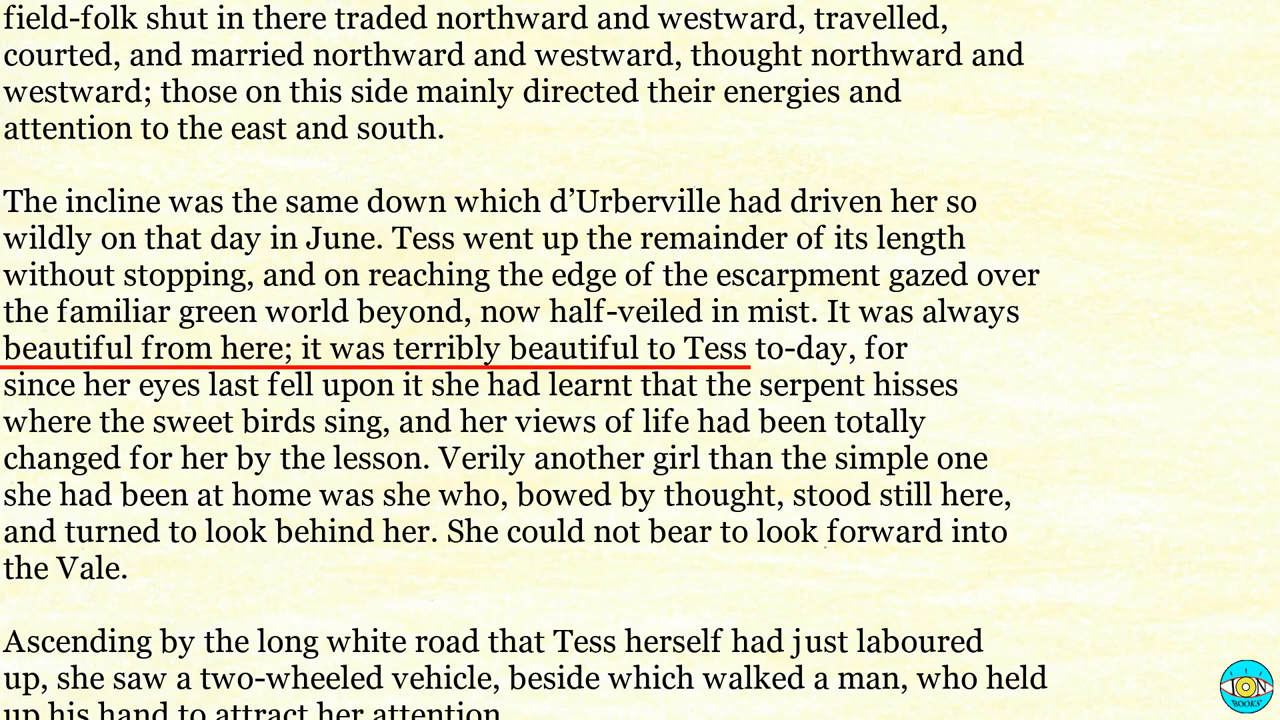 field-folk shut in there traded northward and westward, travelled,
courted, and married northward and westward, thought northward and
westward; those on this side mainly directed their energies and
attention to the east and south.
The incline was the same down which d’Urberville had driven her so
wildly on that day in June. Tess went up the remainder of its length
without stopping, and on reaching the edge of the escarpment gazed over
the familiar green world beyond, now half-veiled in mist. It was always
beautiful from here; it was terribly beautiful to Tess to-day, for
since her eyes last fell upon it she had learnt that the serpent hisses
where the sweet birds sing, and her views of life had been totally
changed for her by the lesson. Verily another girl than the simple one
she had been at home was she who, bowed by thought, stood still here,
and turned to look behind her. She could not bear to look forward into
the Vale.
Ascending by the long white road that Tess herself had just laboured
up, she saw a two-wheeled vehicle, beside which walked a man, who held
up his hand to attract her attention.
ION
BOOKS